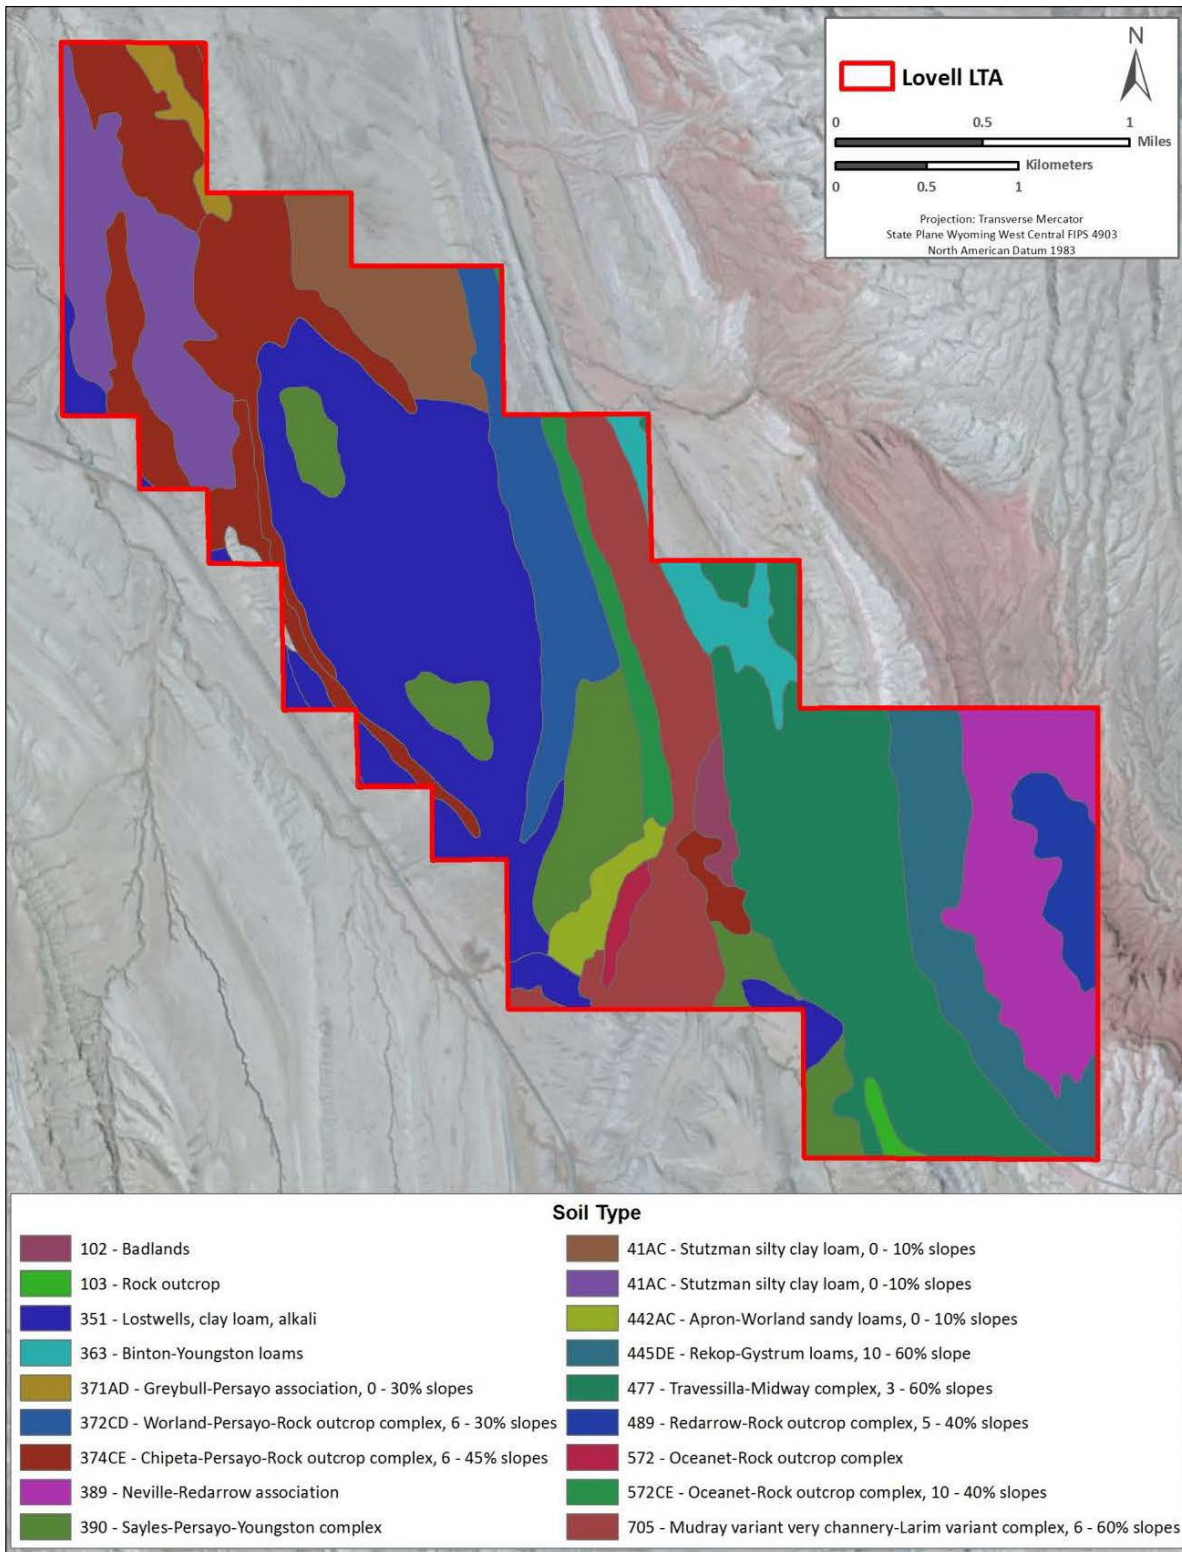 Lovell LTA
N
0 0.5 1
Miles
Kilometers
0 0.5 1
Projection: Transverse Mercator
State Plane Wyoming West Central FIPS 4903
North American Datum 1983
Soil Type
102 - Badlands
103 - Rock outcrop
351 - Lostwells, clay loam, alkali
363 - Binton-Youngston loams
371AD - Greybull-Persayo association, 0 - 30% slopes
372CD - Worland-Persayo-Rock outcrop complex, 6 - 30% slopes
374CE - Chipeta-Persayo-Rock outcrop complex, 6 - 45% slopes
389 - Neville-Redarrow association
390 - Sayles-Persayo-Youngston complex
41AC - Stutzman silty clay loam, 0 - 10% slopes
41AC - Stutzman silty clay loam, 0 -10% slopes
442AC - Apron-Worland sandy loams, 0 - 10% slopes
445DE - Rekop-Gystrum loams, 10 - 60% slope
477 - Travessilla-Midway complex, 3 - 60% slopes
489 - Redarrow-Rock outcrop complex, 5 - 40% slopes
572 - Oceanet-Rock outcrop complex
572CE - Oceanet-Rock outcrop complex, 10 - 40% slopes
705 - Mudray variant very channery-Larim variant complex, 6 - 60% slopes